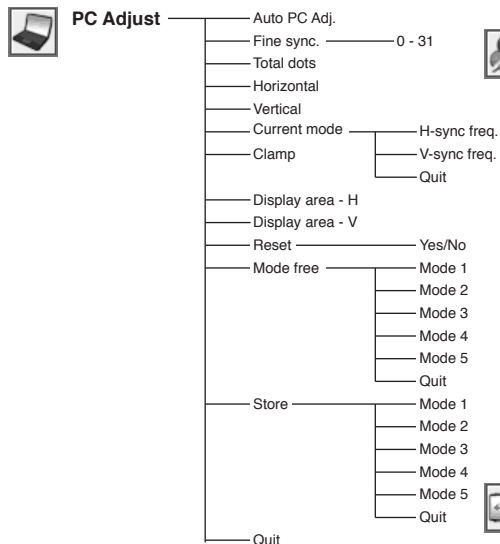 PC Adjust
Auto PC Adj.
Fine sync.
0 - 31
Total dots
Horizontal
Vertical
Current mode
H-sync freq.
V-sync freq.
Quit
Clamp
Display area - H
Display area - V
Reset
Yes/No
Mode free
Mode 1
Mode 2
Mode 3
Mode 4
Mode 5
Quit
Store
Mode 1
Mode 2
Mode 3
Mode 4
Mode 5
Quit
Quit